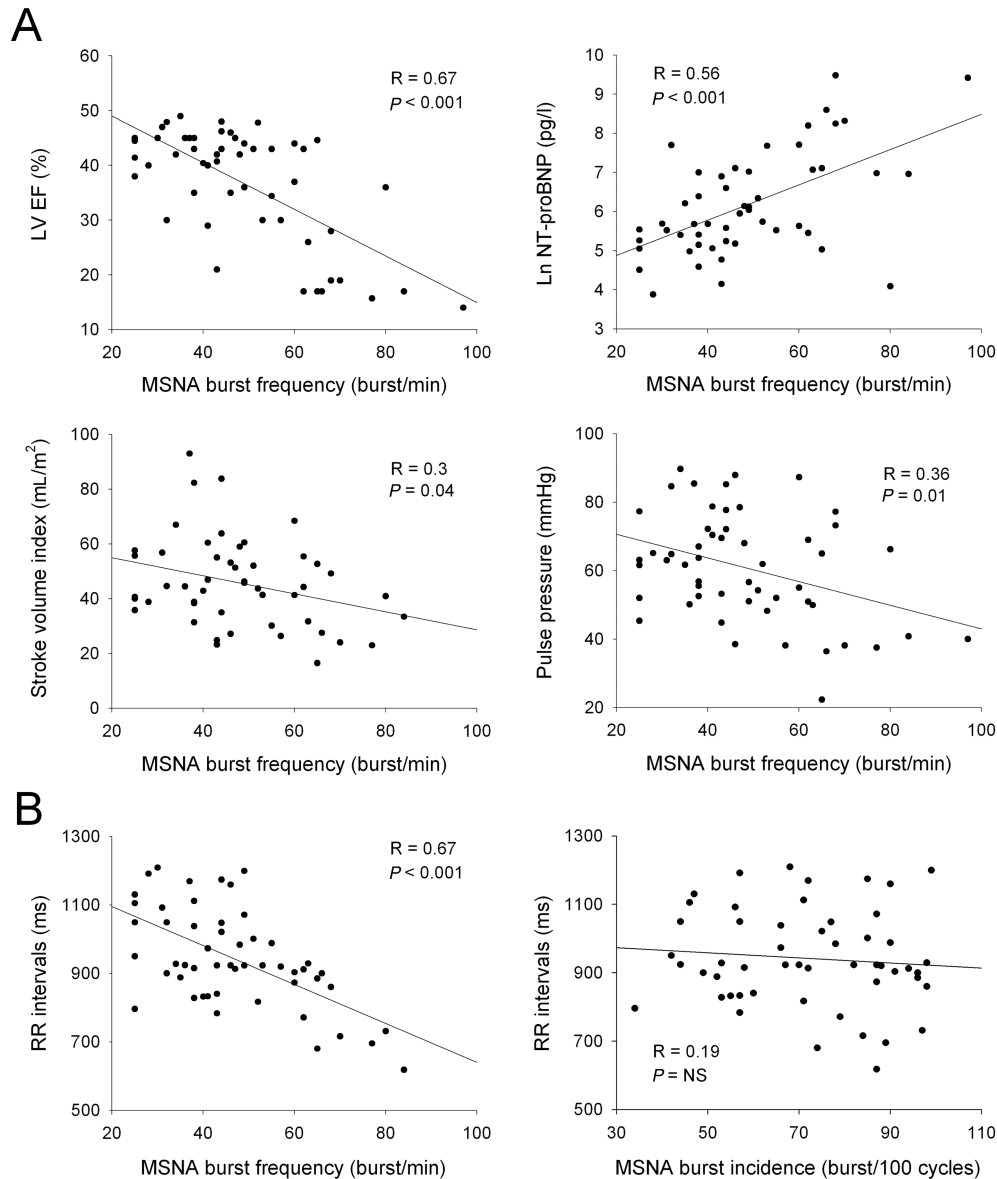 A
60
50
40
30
20
10
LV EF (%)
R = 0.67
P < 0.001
20 40 60 80 100
MSNA burst frequency (burst/min)
10
9
8
7
6
5
4
3
Ln NT-proBNP (pg/l)
R = 0.56
P < 0.001
20 40 60 80 100
MSNA burst frequency (burst/min)
100
80
60
40
20
0
Stroke volume index (mL/m²)
R = 0.3
P = 0.04
20 40 60 80 100
MSNA burst frequency (burst/min)
100
80
60
40
20
Pulse pressure (mmHg)
R = 0.36
P = 0.01
20 40 60 80 100
MSNA burst frequency (burst/min)
B
1300
1100
900
700
500
RR intervals (ms)
R = 0.67
P < 0.001
20 40 60 80 100
MSNA burst frequency (burst/min)
1300
1100
900
700
500
RR intervals (ms)
R = 0.19
P = NS
30 50 70 90 110
MSNA burst incidence (burst/100 cycles)